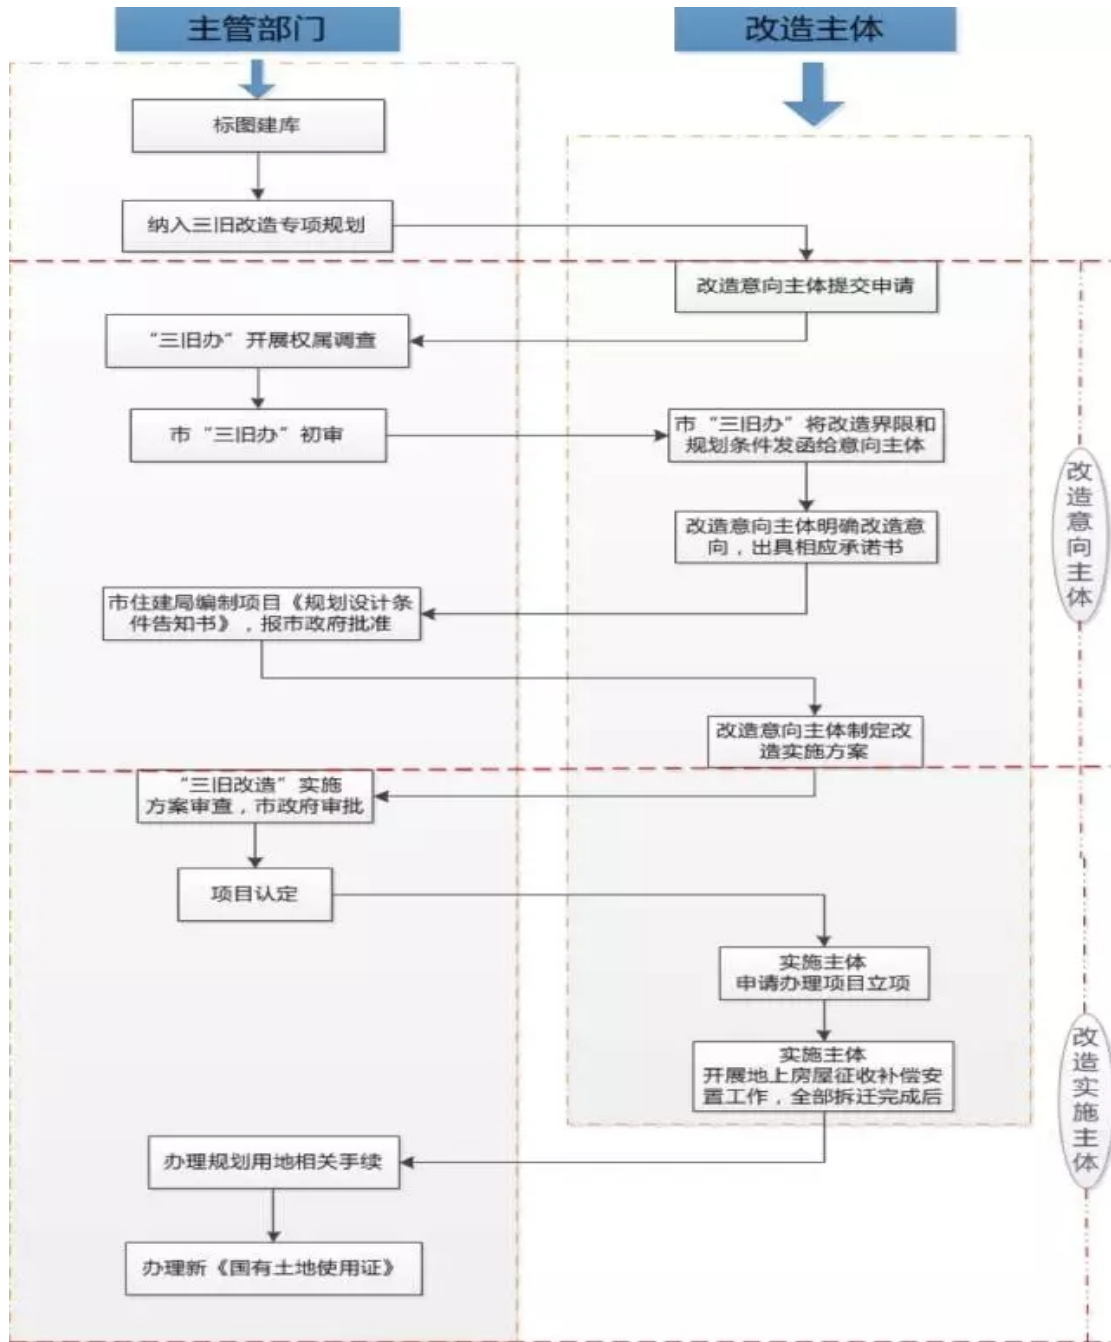 主管部门
改造主体
标图建库
纳入三旧改造专项规划
改造意向主体提交申请
“三旧办”开展权属调查
市“三旧办”初审
市“三旧办”将改造界限和
规划条件发函给意向主体
改造意向主体明确改造意
向，出具相应承诺书
市住建局编制项目《规划设计条
件告知书》，报市政府批准
改造意向主体制定改
造实施方案
改造意向主体
“三旧改造”实施
方案审查，市政府审批
项目认定
实施主体
申请办理项目立项
实施主体
开展地上房屋征收补偿安
置工作，全部拆迁完成后
办理规划用地相关手续
办理新《国有土地使用证》
改造实施主体